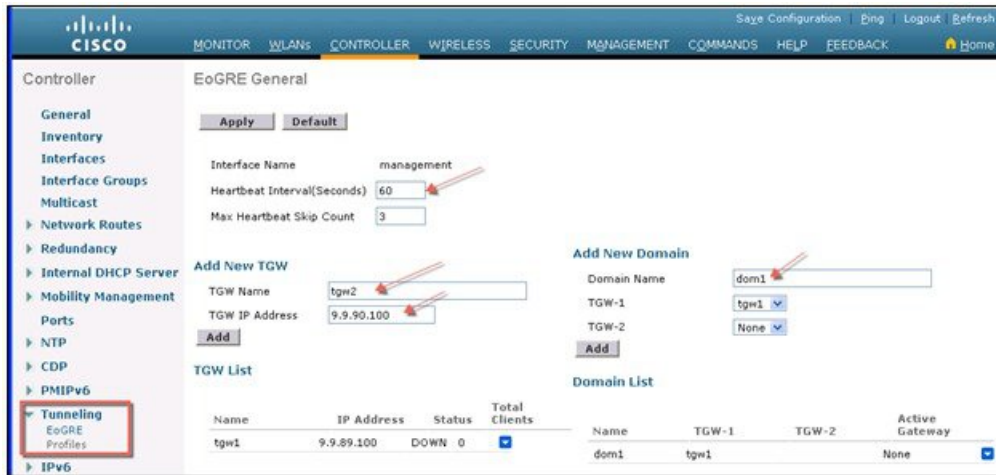 Save Configuration | Ping | Logout | Refresh
CISCO
MONITOR WLANs CONTROLLER WIRELESS SECURITY MANAGEMENT COMMANDS HELP FEEDBACK Home
Controller
General
Inventory
Interfaces
Interface Groups
Multicast
Network Routes
Redundancy
Internal DHCP Server
Mobility Management
Ports
NTP
CDP
PMIPv6
Tunneling
EoGRE
Profiles
IPv6
EoGRE General
Apply Default
Interface Name management
Heartbeat Interval(Seconds) 60
Max Heartbeat Skip Count 3
Add New TGW
TGW Name tgw2
TGW IP Address 9.9.90.100
Add
TGW List
Name IP Address Status Total Clients
tgw1 9.9.89.100 DOWN 0
Add New Domain
Domain Name dom1
TGW-1 tgw1
TGW-2 None
Add
Domain List
Name TGW-1 TGW-2 Active Gateway
dom1 tgw1 None